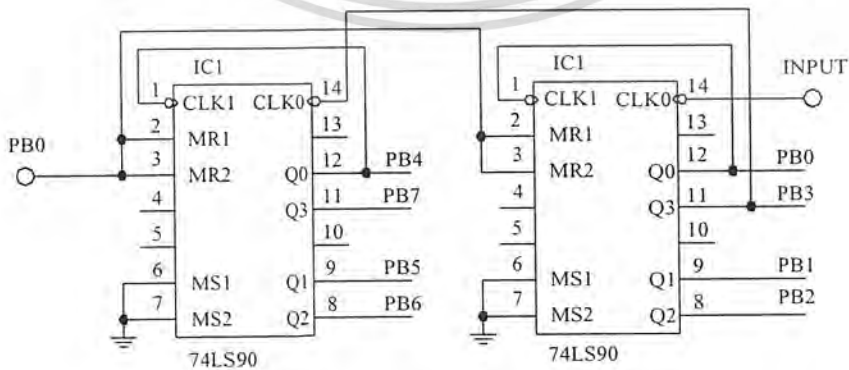 IC1
IC1
INPUT
1 CLK1 CLK0 14
1 CLK1 CLK0 14
PB0
2 MR1 13
2 MR1 13
3 MR2 Q0 12 PB4
3 MR2 Q0 12 PB0
4 Q3 11 PB7
4 Q3 11 PB3
5 10
5 10
6 MS1 Q1 9 PB5
6 MS1 Q1 9 PB1
7 MS2 Q2 8 PB6
7 MS2 Q2 8 PB2
74LS90
74LS90